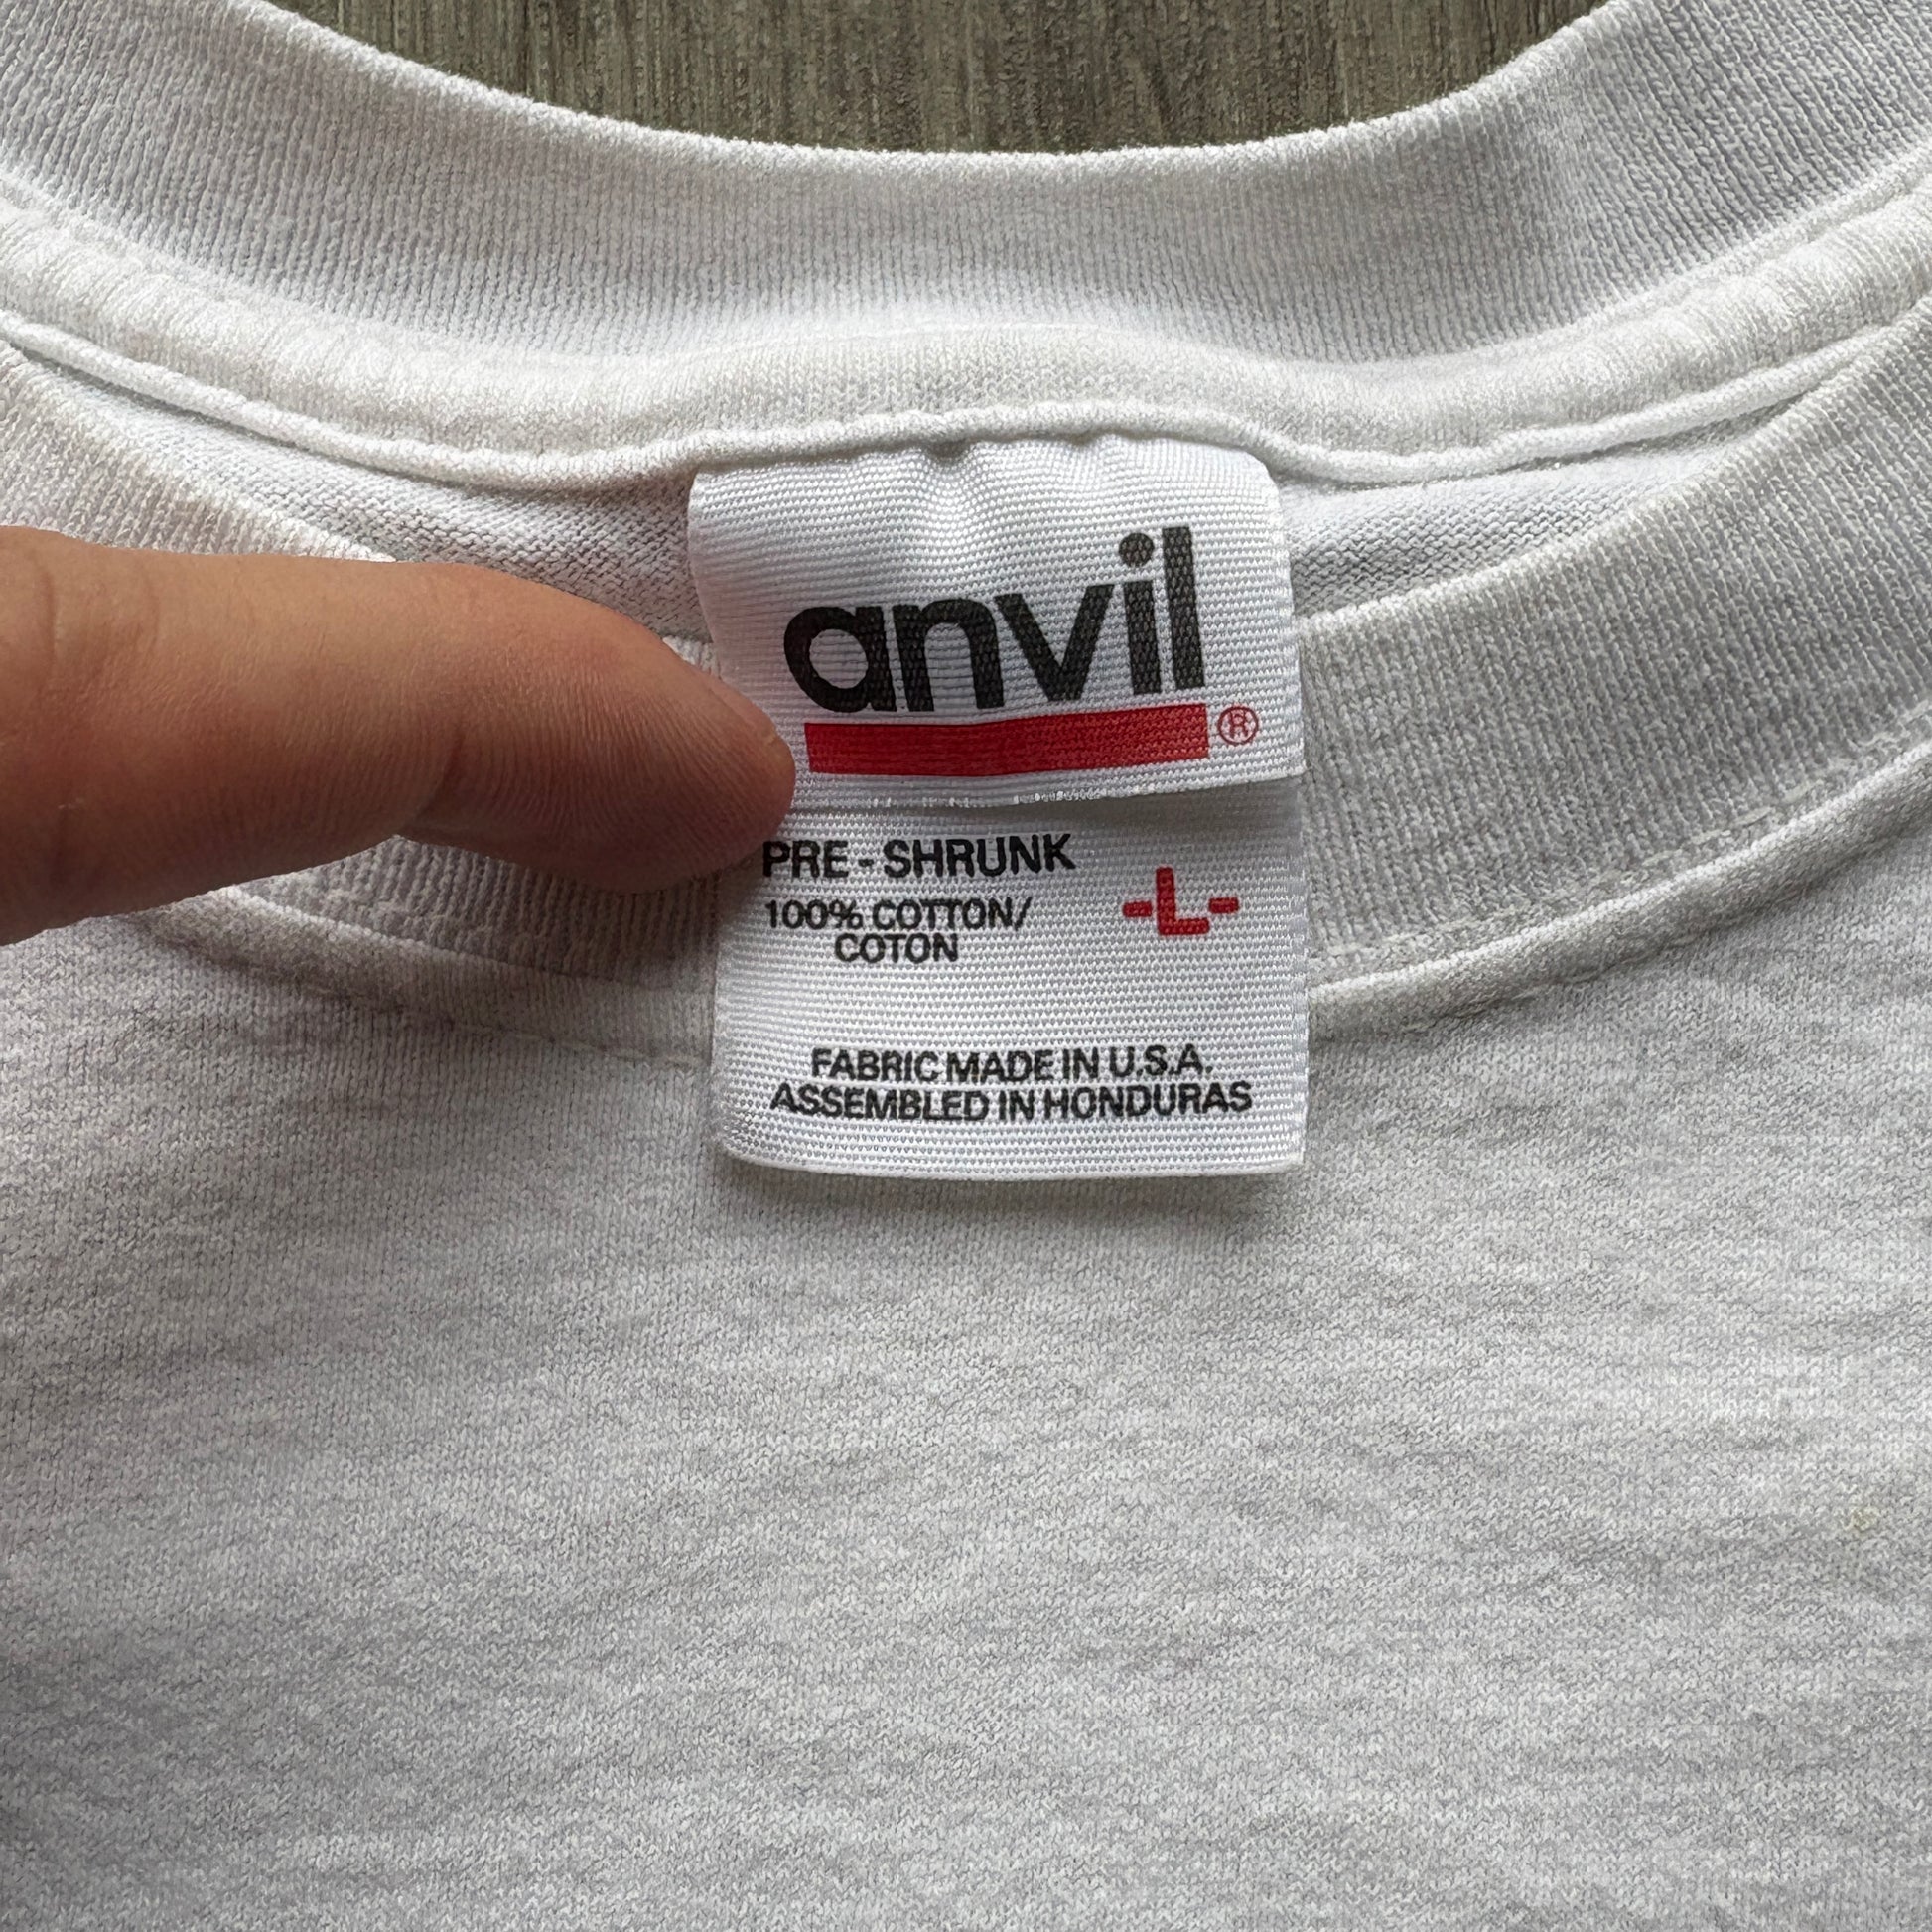 anvil
®
PRE-SHRUNK
100% COTTON/
COTON
-L-
FABRIC MADE IN U.S.A.
ASSEMBLED IN HONDURAS